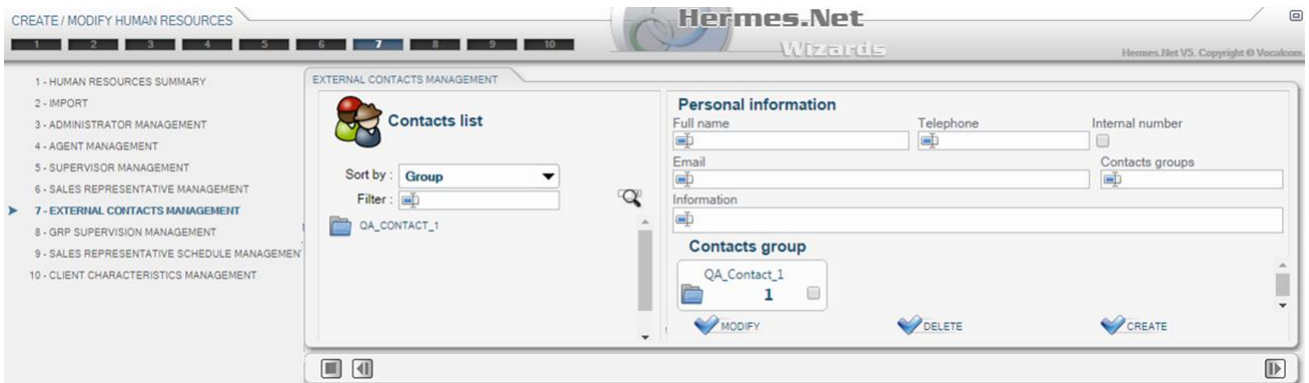 CREATE / MODIFY HUMAN RESOURCES
Hermes.Net
Wizards
1 2 3 4 5 6 7 8 9 10
Hermes.Net V5. Copyright © Vocalcom.
1 - HUMAN RESOURCES SUMMARY
2 - IMPORT
3 - ADMINISTRATOR MANAGEMENT
4 - AGENT MANAGEMENT
5 - SUPERVISOR MANAGEMENT
6 - SALES REPRESENTATIVE MANAGEMENT
7 - EXTERNAL CONTACTS MANAGEMENT
8 - GRP SUPERVISION MANAGEMENT
9 - SALES REPRESENTATIVE SCHEDULE MANAGEMEN
10 - CLIENT CHARACTERISTICS MANAGEMENT
EXTERNAL CONTACTS MANAGEMENT
Contacts list
Sort by : Group
Filter :
QA_CONTACT_1
Personal information
Full name Telephone Internal number
Email Contacts groups
Information
Contacts group
QA_Contact_1
1
MODIFY DELETE CREATE